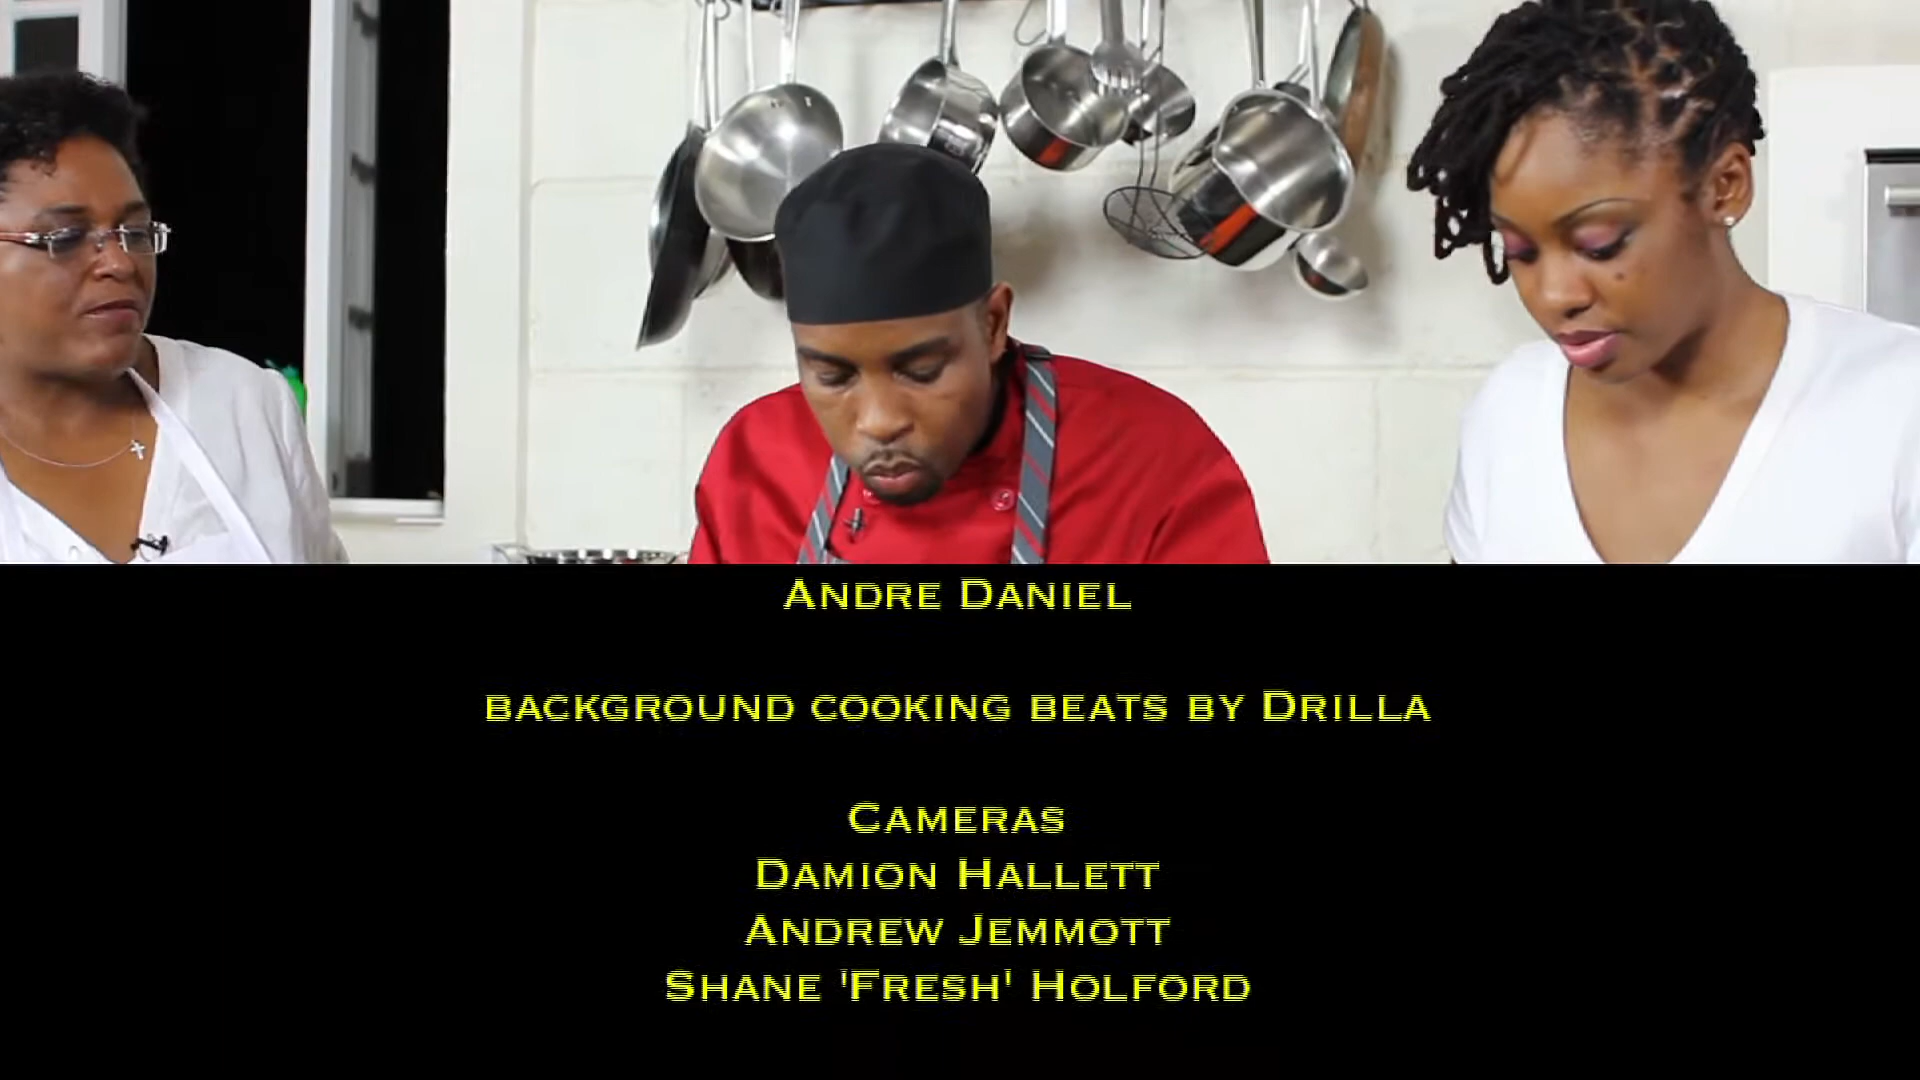 Andre Daniel
background cooking beats by Drilla
Cameras
Damion Hallett
Andrew Jemmott
Shane 'Fresh' Holford